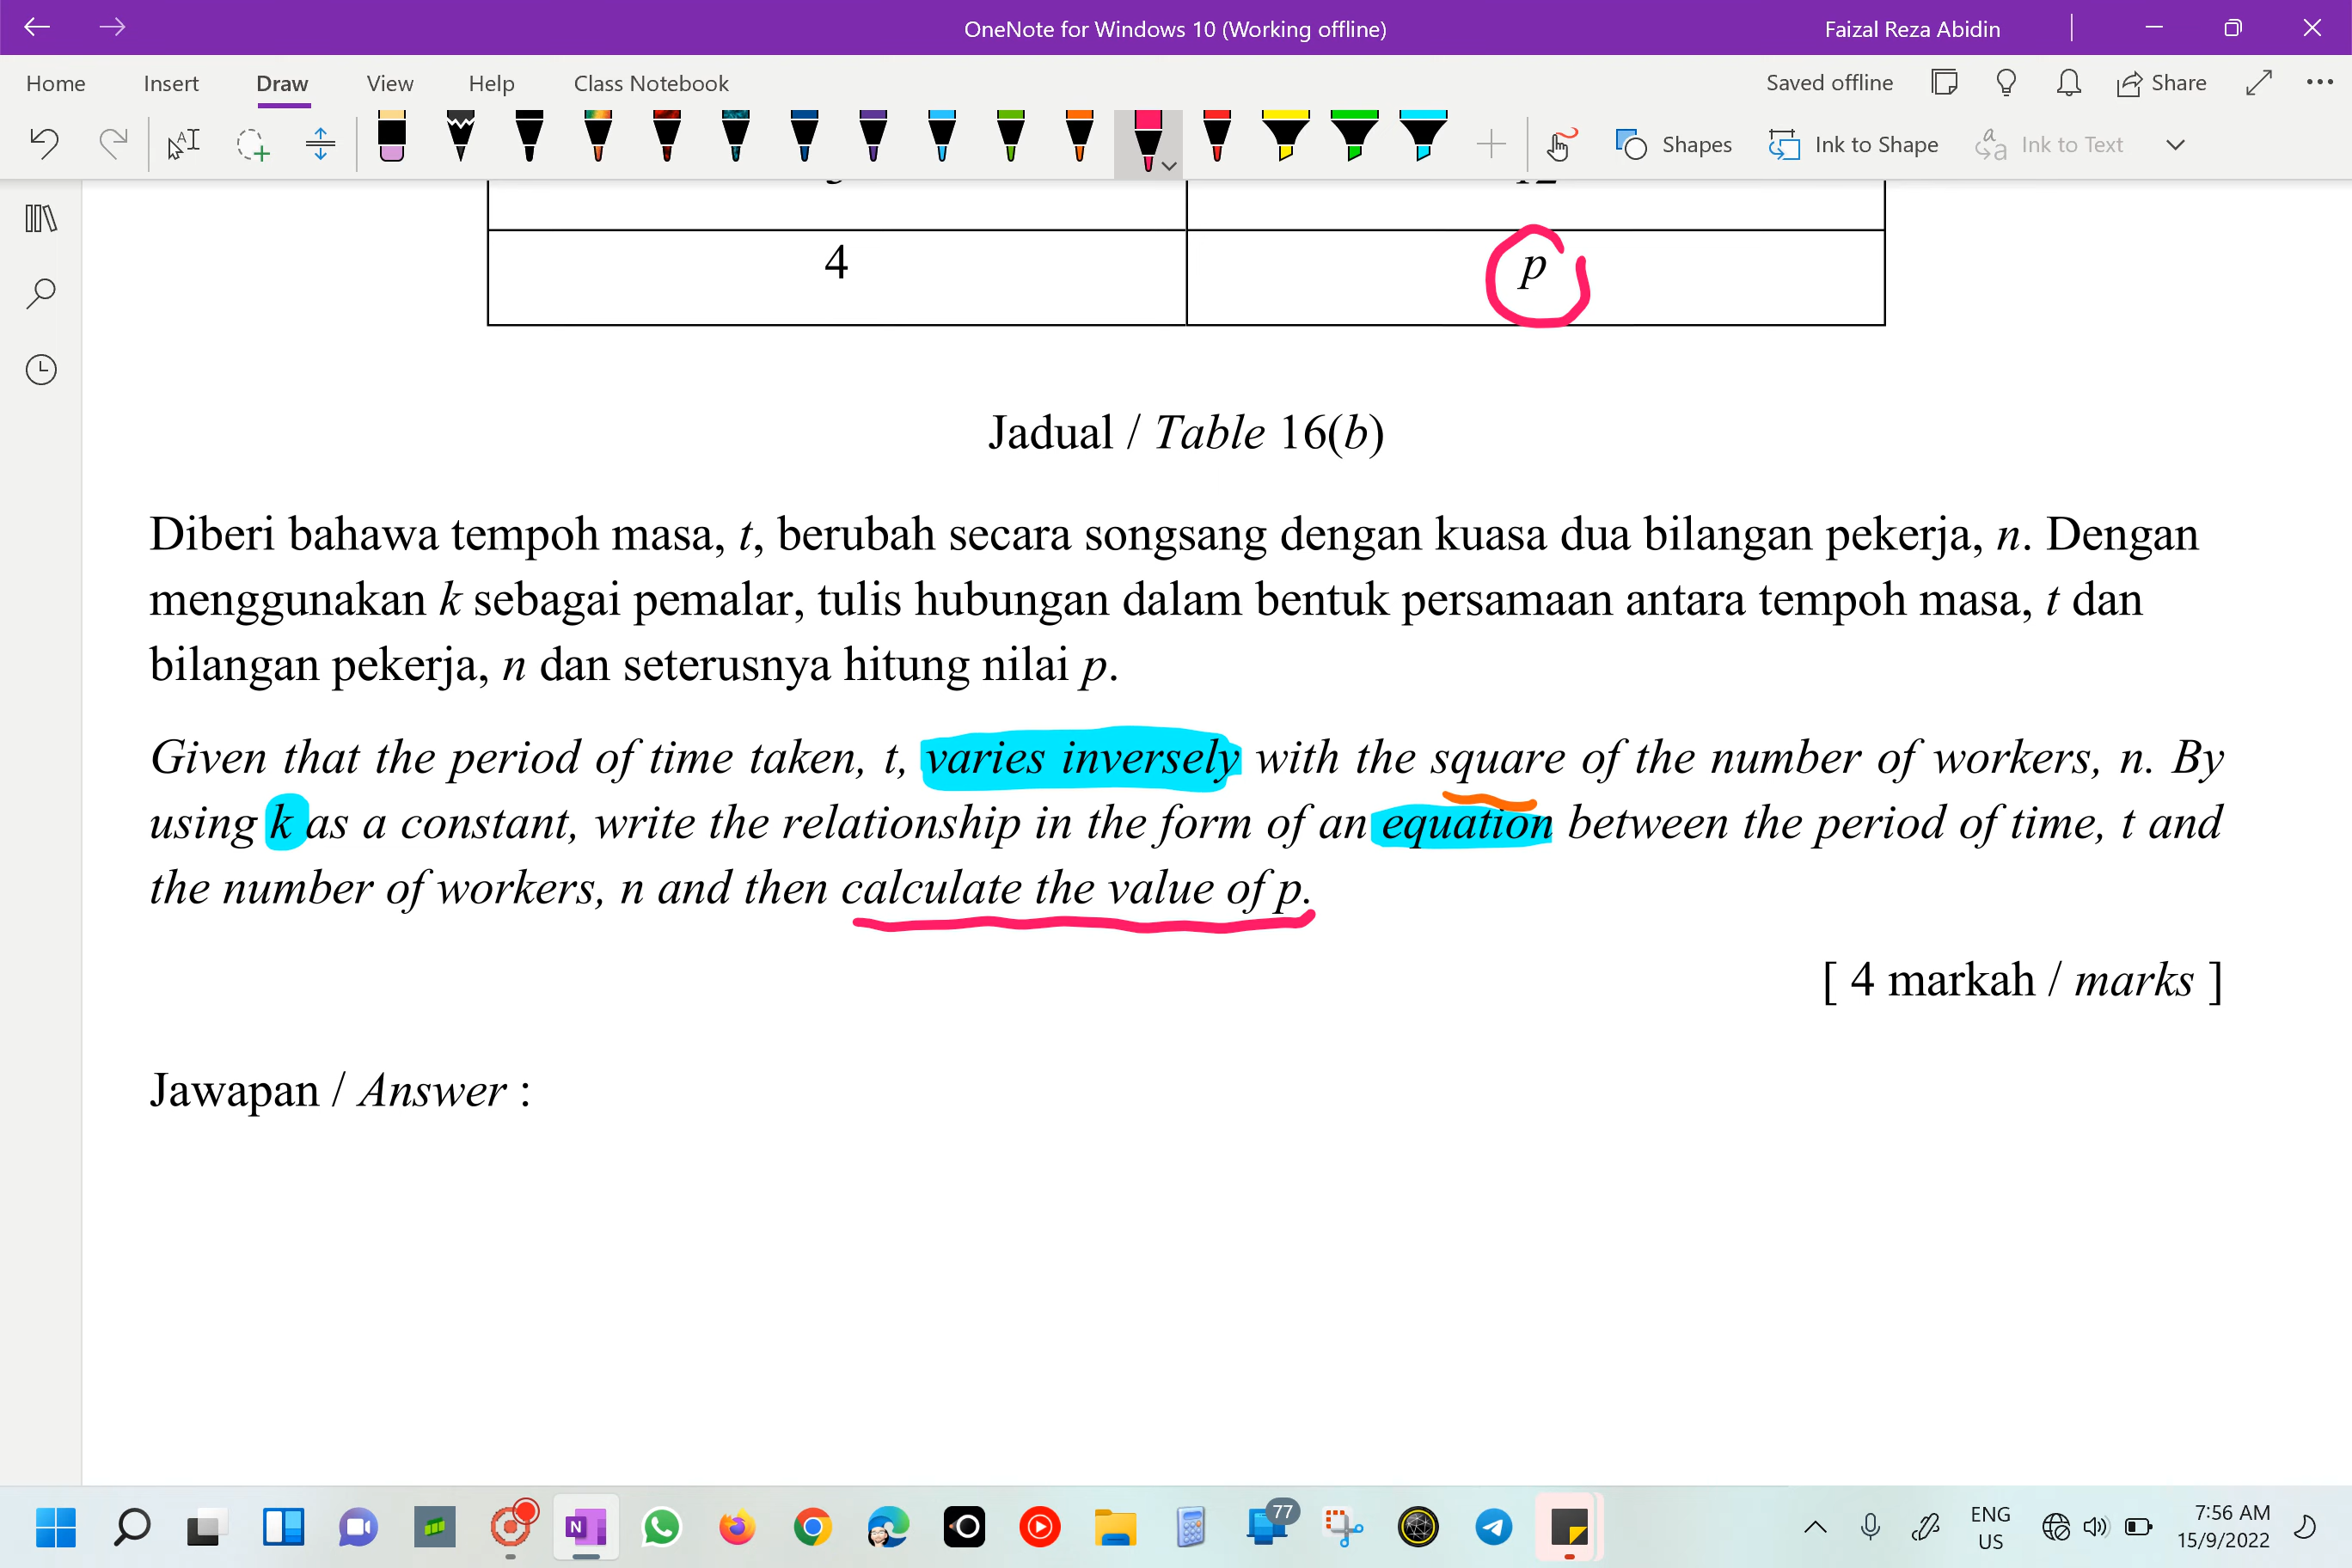 OneNote for Windows 10 (Working offline)
Faizal Reza Abidin
Home Insert Draw View Help Class Notebook
Saved offline
Share
Shapes
Ink to Shape
Ink to Text
4
p
Jadual / Table 16(b)
Diberi bahawa tempoh masa, t, berubah secara songsang dengan kuasa dua bilangan pekerja, n. Dengan
menggunakan k sebagai pemalar, tulis hubungan dalam bentuk persamaan antara tempoh masa, t dan
bilangan pekerja, n dan seterusnya hitung nilai p.
Given that the period of time taken, t, varies inversely with the square of the number of workers, n. By
using k as a constant, write the relationship in the form of an equation between the period of time, t and
the number of workers, n and then calculate the value of p.
[ 4 markah / marks ]
Jawapan / Answer :
77
ENG
US
7:56 AM
15/9/2022